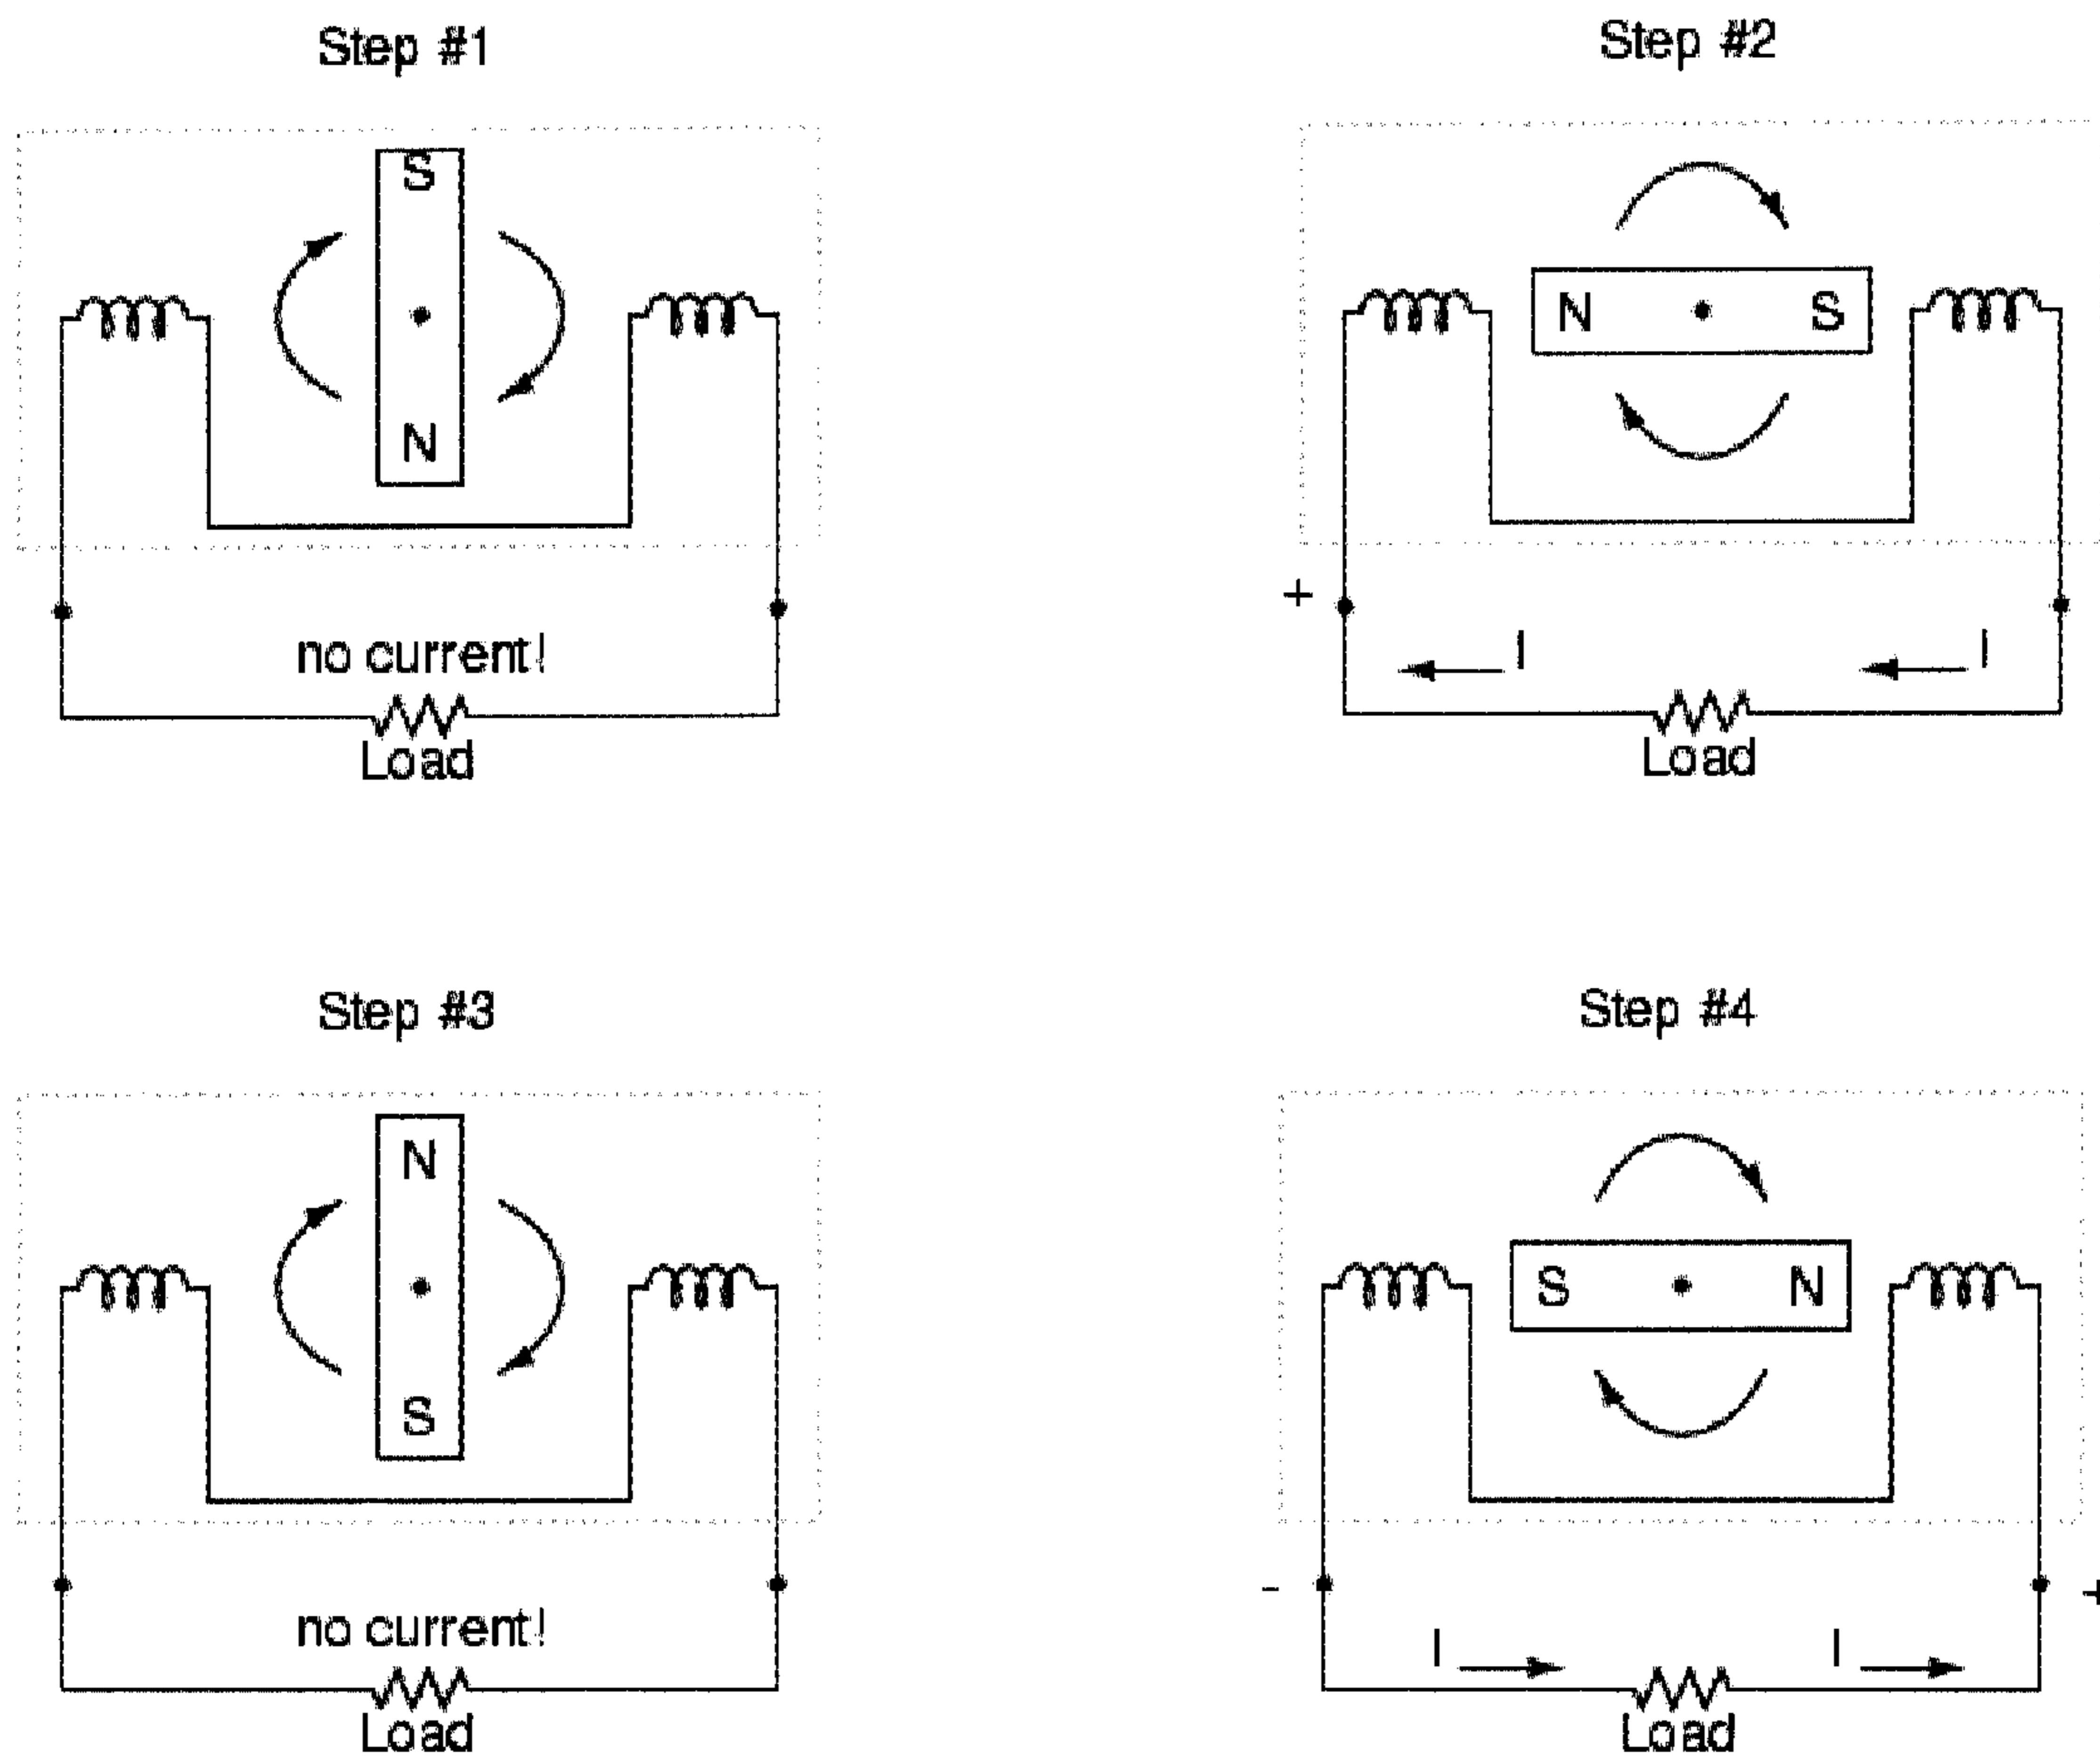 Step #1
S
N
no current!
Load
Step #2
N S
+
I I
Load
Step #3
N
S
no current!
Load
Step #4
S N
- +
I I
Load